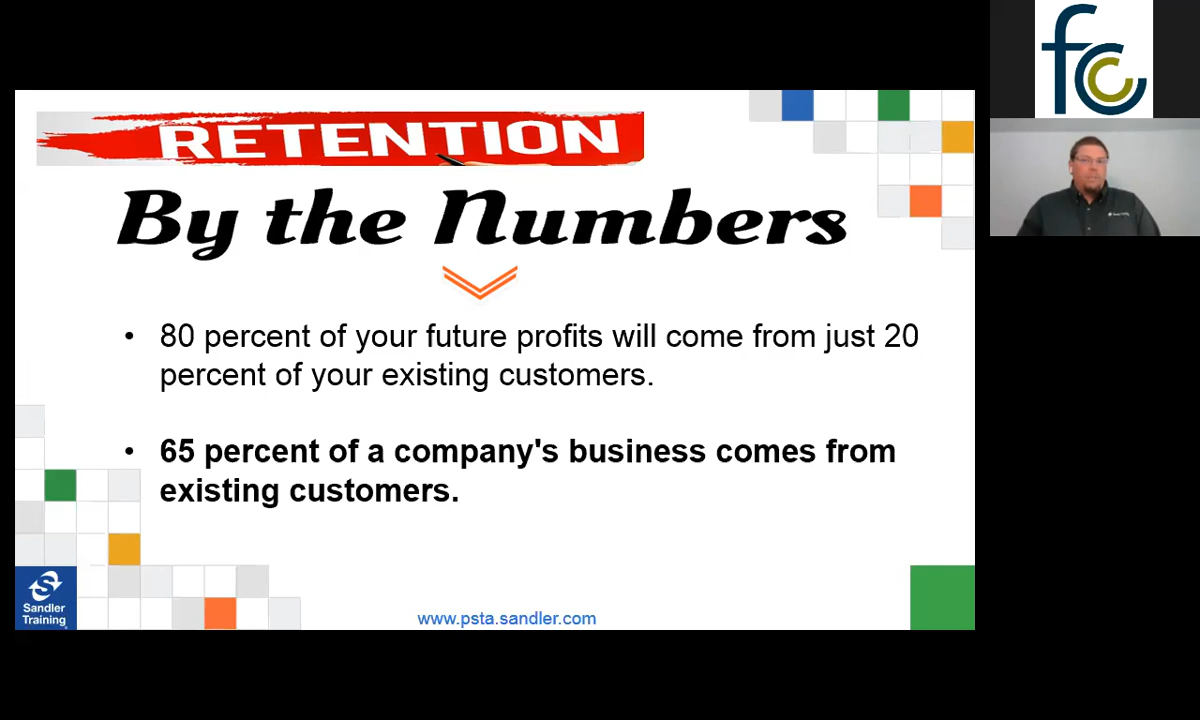 RETENTION
By the Numbers
• 80 percent of your future profits will come from just 20
percent of your existing customers.
• 65 percent of a company's business comes from
existing customers.
Sandler
Training
www.psta.sandler.com
fcc